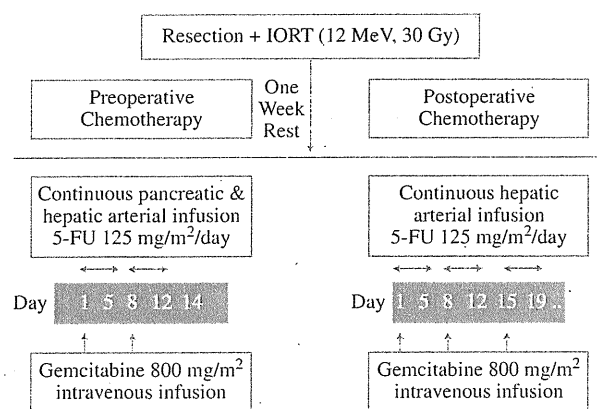 Resection + IORT (12 MeV, 30 Gy)
Preoperative
Chemotherapy
One
Week
Rest
Postoperative
Chemotherapy
Continuous pancreatic &
hepatic arterial infusion
5-FU 125 mg/m²/day
Continuous hepatic
arterial infusion
5-FU 125 mg/m²/day
Day 1 5 8 12 14
Day 1 5 8 12 15 19 ..
Gemcitabine 800 mg/m²
intravenous infusion
Gemcitabine 800 mg/m²
intravenous infusion